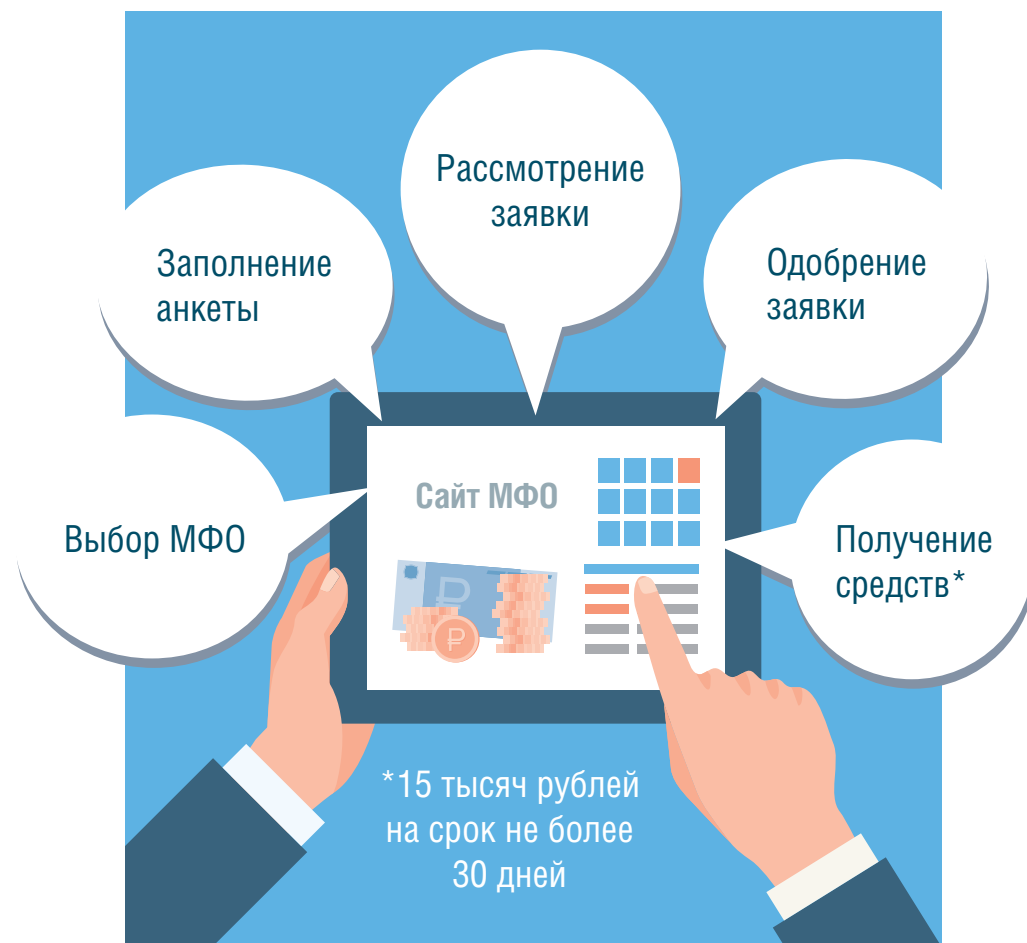 Выбор МФО
Заполнение
анкеты
Рассмотрение
заявки
Одобрение
заявки
Получение
средств*
Сайт МФО
₽
₽
*15 тысяч рублей
на срок не более
30 дней